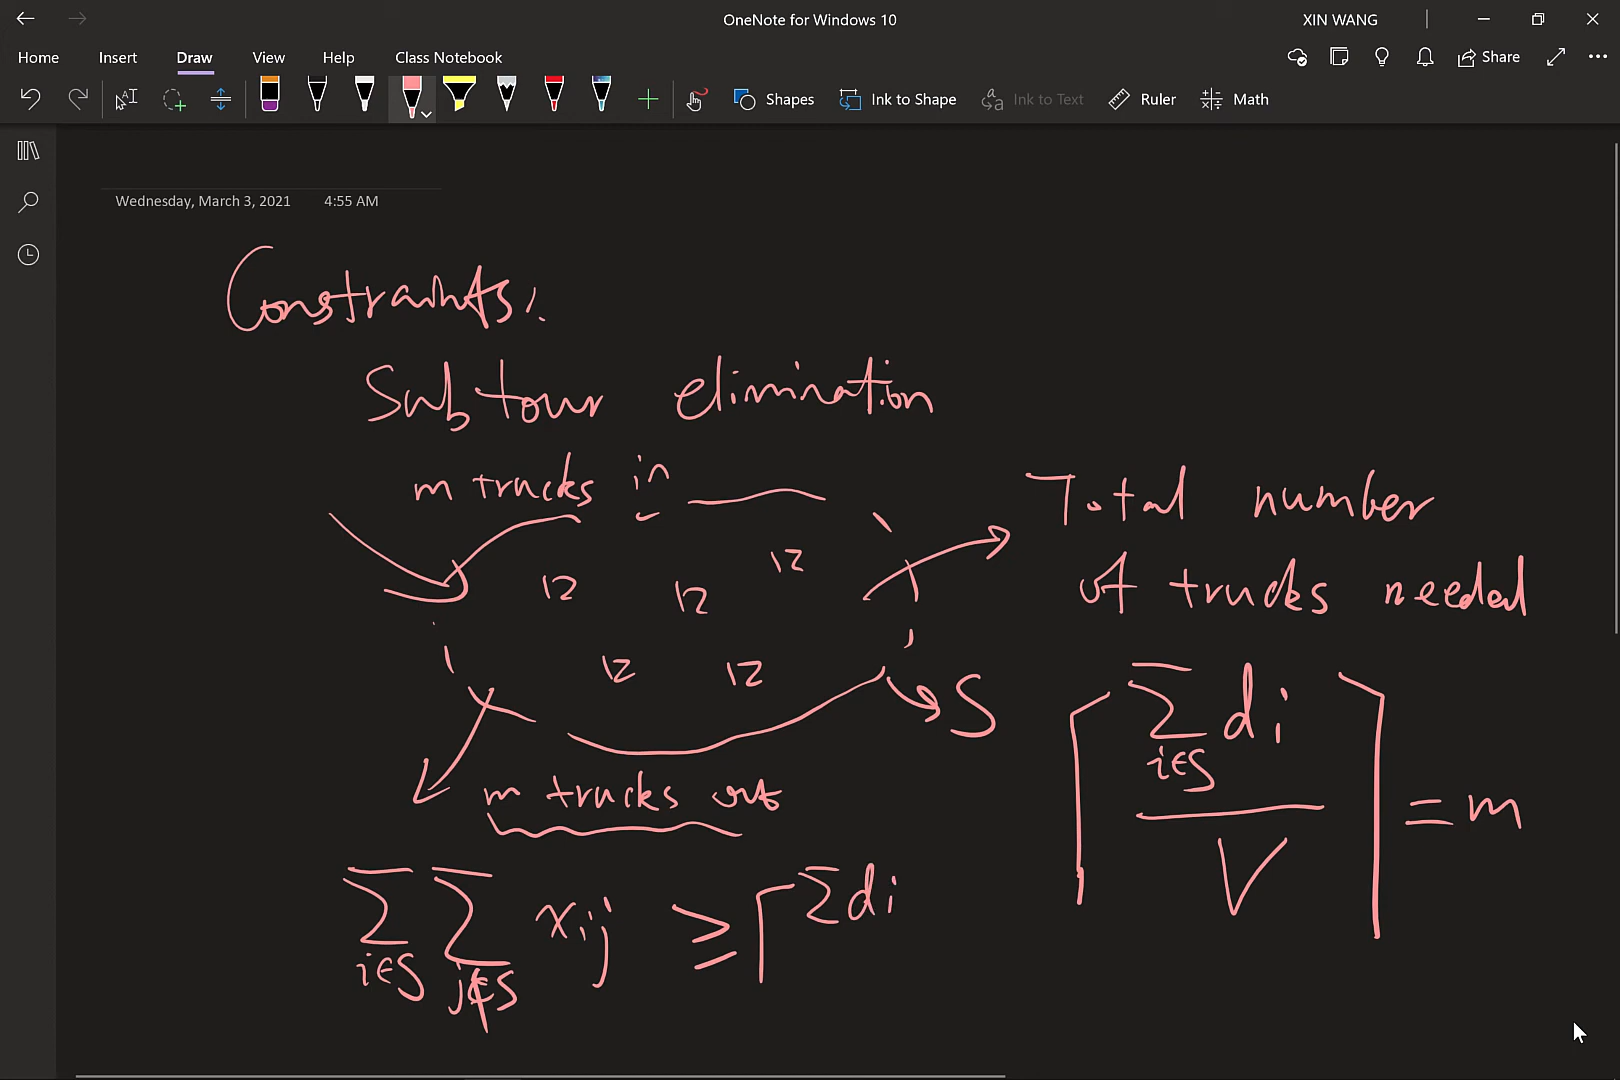 OneNote for Windows 10
XIN WANG
Home Insert Draw View Help Class Notebook
Share
Shapes Ink to Shape Ink to Text Ruler Math
Wednesday, March 3, 2021 4:55 AM
Constraints:
Subtour elimination
m trucks in
Total number
of trucks needed
12 12 12
12 12
S
m trucks out
⌈∑_{i∈S} di / V⌉ = m
∑_{i∈S} ∑_{j∉S} x_{ij} ≥ ⌈∑ di